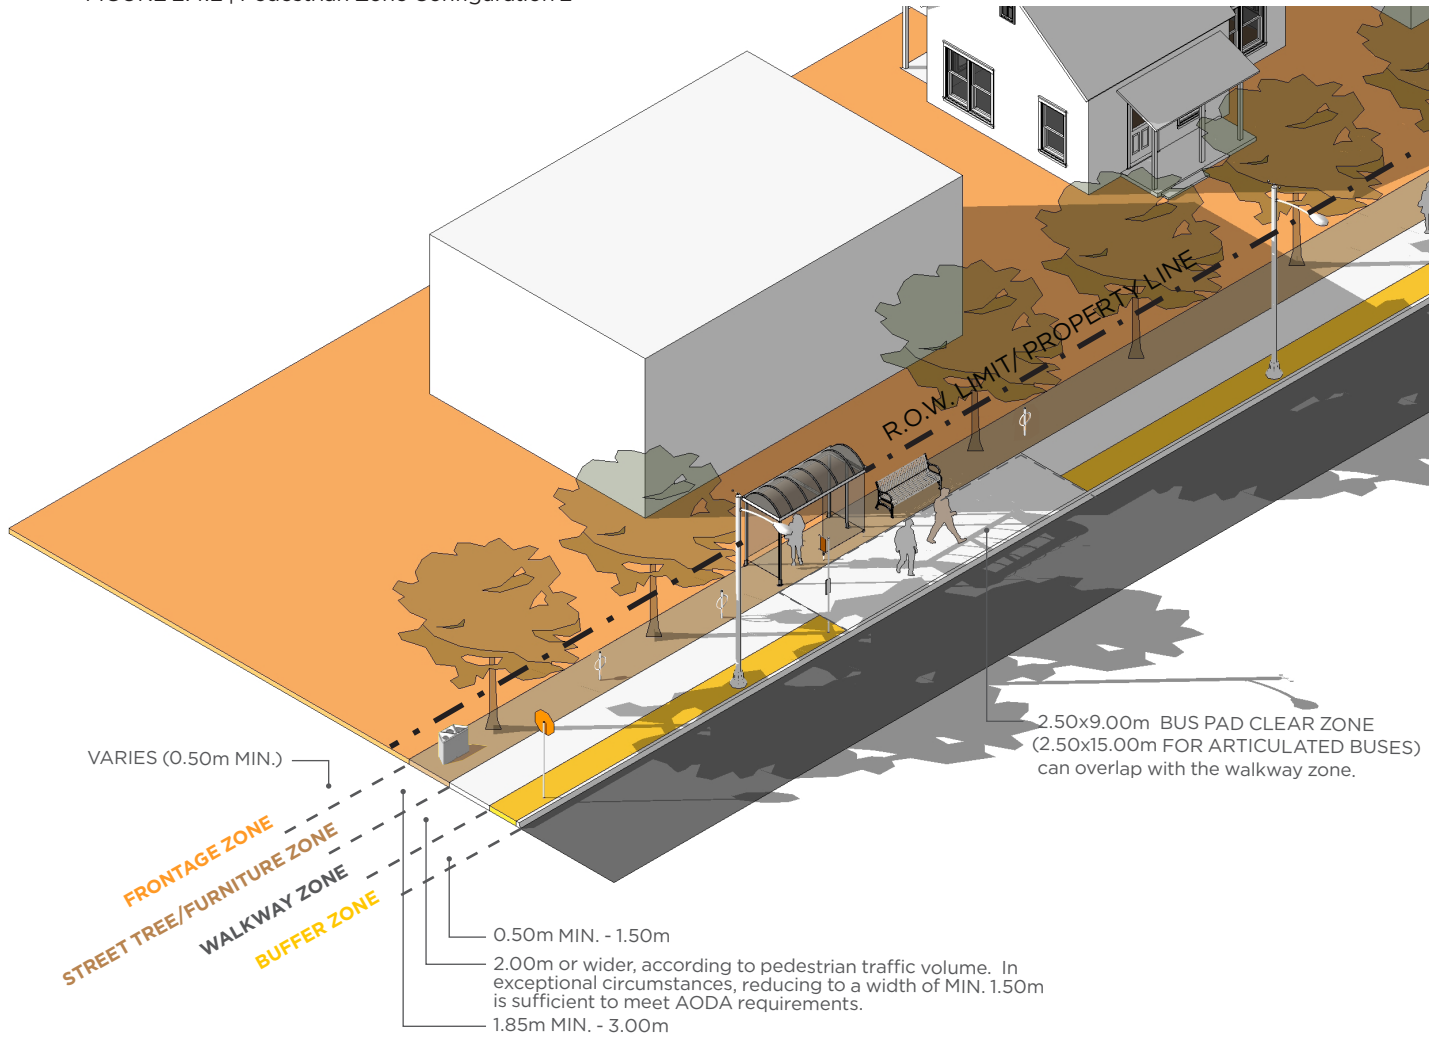 R.O.W. LIMIT/ PROPERTY LINE
2.50x9.00m BUS PAD CLEAR ZONE
(2.50x15.00m FOR ARTICULATED BUSES)
can overlap with the walkway zone.
VARIES (0.50m MIN.)
FRONTAGE ZONE
STREET TREE/FURNITURE ZONE
WALKWAY ZONE
BUFFER ZONE
0.50m MIN. - 1.50m
2.00m or wider, according to pedestrian traffic volume. In
exceptional circumstances, reducing to a width of MIN. 1.50m
is sufficient to meet AODA requirements.
1.85m MIN. - 3.00m